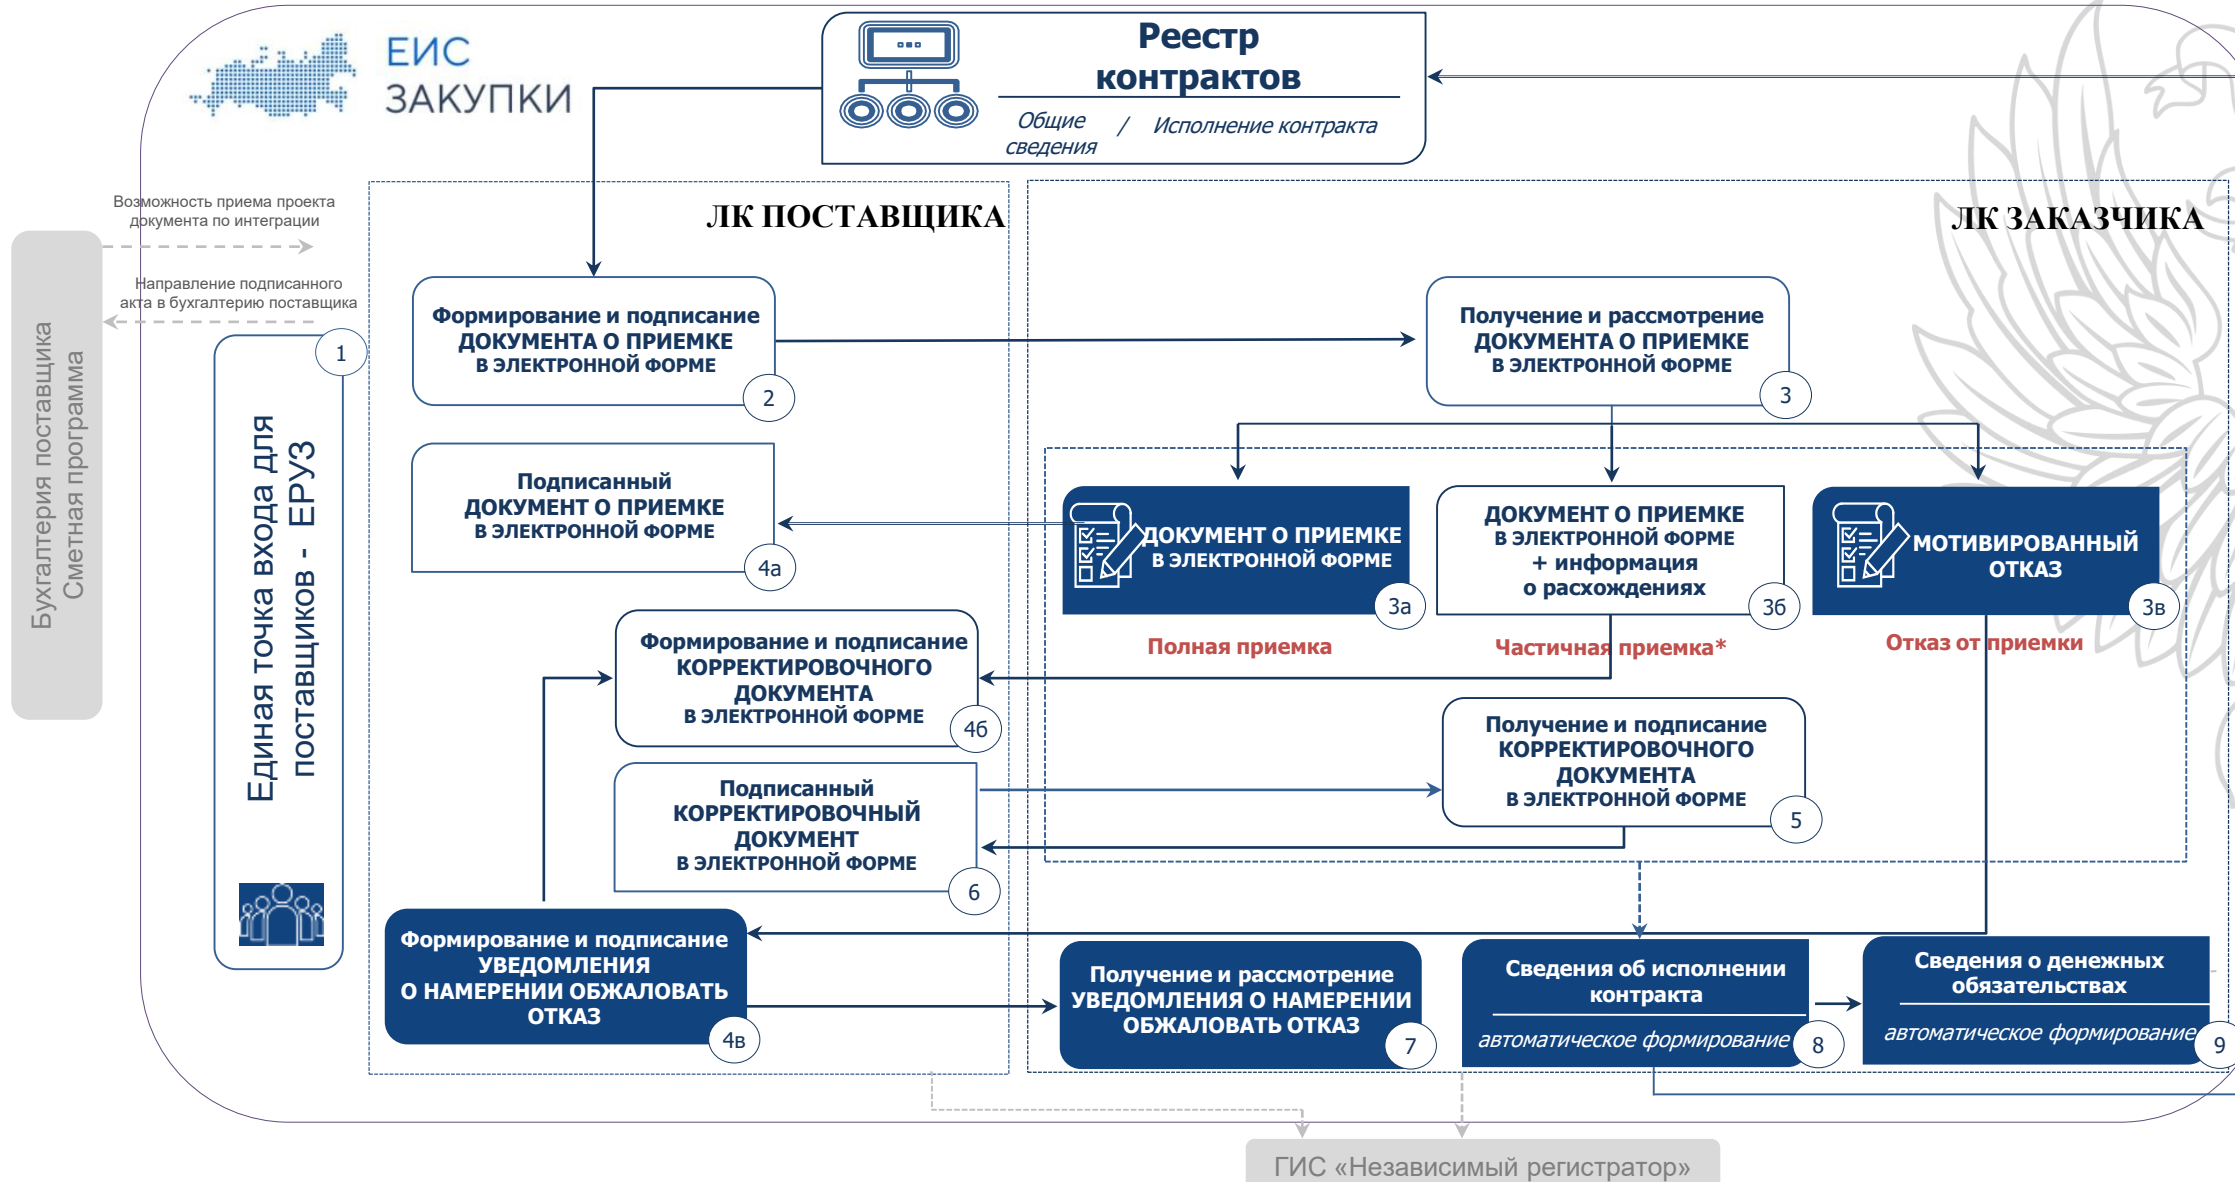 ЕИС
ЗАКУПКИ
Реестр
контрактов
Общие
сведения
/
Исполнение контракта
Возможность приема проекта
документа по интеграции
Направление подписанного
акта в бухгалтерию поставщика
Бухгалтерия поставщика
Сметная программа
1
Единая точка входа для
поставщиков - ЕРУЗ
ЛК ПОСТАВЩИКА
ЛК ЗАКАЗЧИКА
Формирование и подписание
ДОКУМЕНТА О ПРИЕМКЕ
В ЭЛЕКТРОННОЙ ФОРМЕ
2
Получение и рассмотрение
ДОКУМЕНТА О ПРИЕМКЕ
В ЭЛЕКТРОННОЙ ФОРМЕ
3
Подписанный
ДОКУМЕНТ О ПРИЕМКЕ
В ЭЛЕКТРОННОЙ ФОРМЕ
4а
ДОКУМЕНТ О ПРИЕМКЕ
В ЭЛЕКТРОННОЙ ФОРМЕ
3а
ДОКУМЕНТ О ПРИЕМКЕ
В ЭЛЕКТРОННОЙ ФОРМЕ
+ информация
о расхождениях
3б
МОТИВИРОВАННЫЙ
ОТКАЗ
3в
Полная приемка
Частичная приемка*
Отказ от приемки
Формирование и подписание
КОРРЕКТИРОВОЧНОГО
ДОКУМЕНТА
В ЭЛЕКТРОННОЙ ФОРМЕ
4б
Получение и подписание
КОРРЕКТИРОВОЧНОГО
ДОКУМЕНТА
В ЭЛЕКТРОННОЙ ФОРМЕ
5
Подписанный
КОРРЕКТИРОВОЧНЫЙ
ДОКУМЕНТ
В ЭЛЕКТРОННОЙ ФОРМЕ
6
Формирование и подписание
УВЕДОМЛЕНИЯ
О НАМЕРЕНИИ ОБЖАЛОВАТЬ
ОТКАЗ
4в
Получение и рассмотрение
УВЕДОМЛЕНИЯ О НАМЕРЕНИИ
ОБЖАЛОВАТЬ ОТКАЗ
7
Сведения об исполнении
контракта
автоматическое формирование
8
Сведения о денежных
обязательствах
автоматическое формирование
9
ГИС «Независимый регистратор»